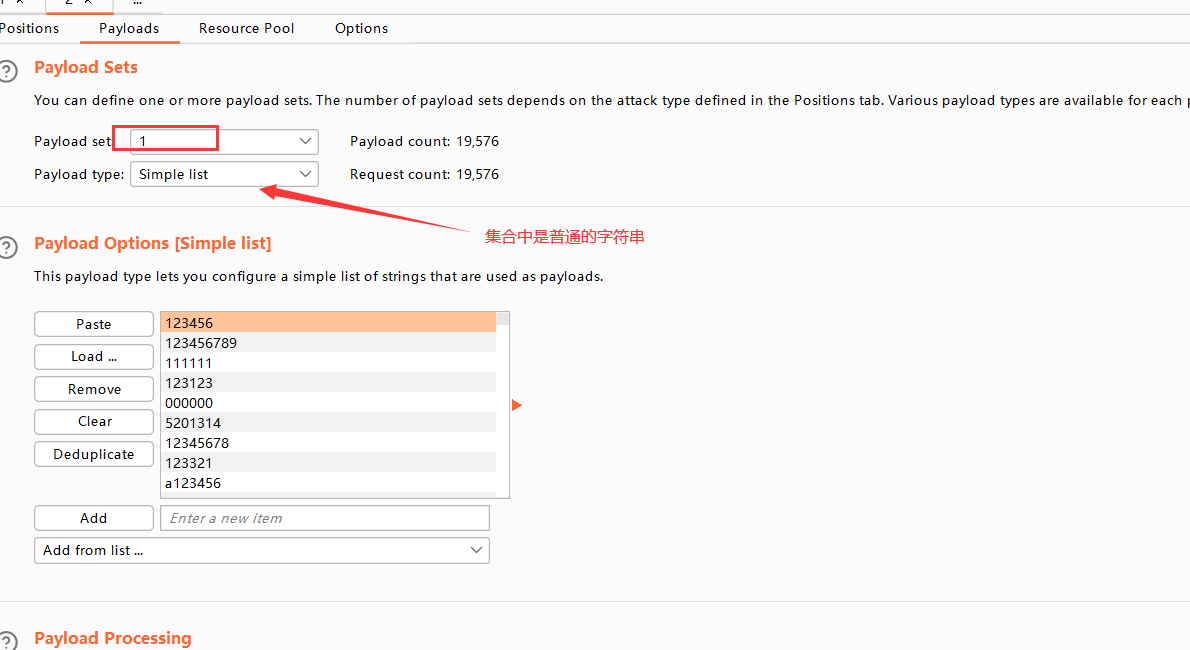 2 ×
...
Positions Payloads Resource Pool Options
? Payload Sets
You can define one or more payload sets. The number of payload sets depends on the attack type defined in the Positions tab. Various payload types are available for each
Payload set 1 Payload count: 19,576
Payload type: Simple list Request count: 19,576
集合中是普通的字符串
? Payload Options [Simple list]
This payload type lets you configure a simple list of strings that are used as payloads.
Paste
Load ...
Remove
Clear
Deduplicate
123456
123456789
111111
123123
000000
5201314
12345678
123321
a123456
Add Enter a new item
Add from list ...
? Payload Processing